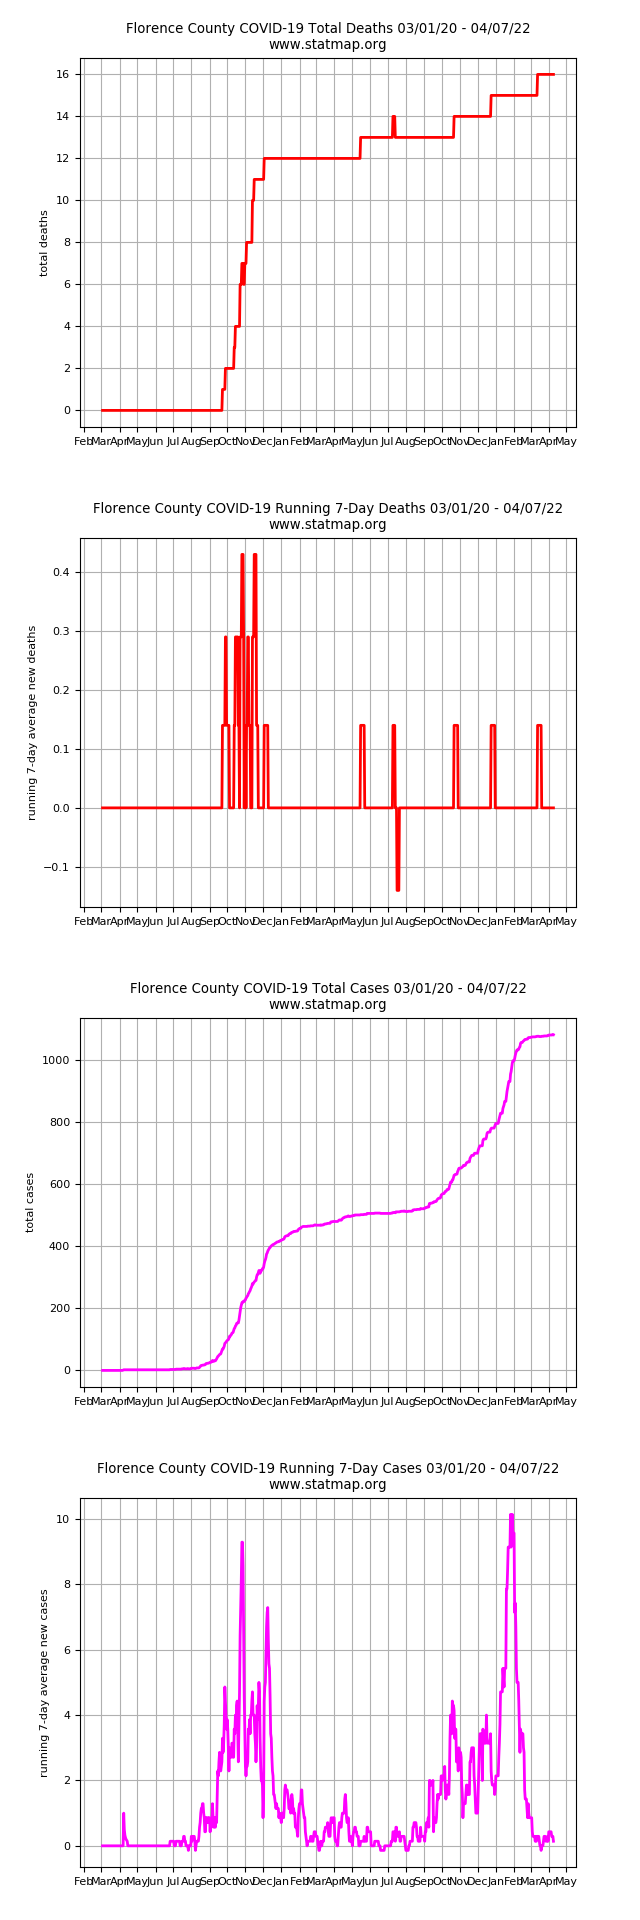 Florence County COVID-19 Total Deaths 03/01/20 - 04/07/22
www.statmap.org
16
14
12
10
8
6
4
2
0
total deaths
Feb Mar Apr May Jun Jul Aug Sep Oct Nov Dec Jan Feb Mar Apr May Jun Jul Aug Sep Oct Nov Dec Jan Feb Mar Apr May
Florence County COVID-19 Running 7-Day Deaths 03/01/20 - 04/07/22
www.statmap.org
0.4
0.3
0.2
0.1
0.0
−0.1
running 7-day average new deaths
Feb Mar Apr May Jun Jul Aug Sep Oct Nov Dec Jan Feb Mar Apr May Jun Jul Aug Sep Oct Nov Dec Jan Feb Mar Apr May
Florence County COVID-19 Total Cases 03/01/20 - 04/07/22
www.statmap.org
1000
800
600
400
200
0
total cases
Feb Mar Apr May Jun Jul Aug Sep Oct Nov Dec Jan Feb Mar Apr May Jun Jul Aug Sep Oct Nov Dec Jan Feb Mar Apr May
Florence County COVID-19 Running 7-Day Cases 03/01/20 - 04/07/22
www.statmap.org
10
8
6
4
2
0
running 7-day average new cases
Feb Mar Apr May Jun Jul Aug Sep Oct Nov Dec Jan Feb Mar Apr May Jun Jul Aug Sep Oct Nov Dec Jan Feb Mar Apr May